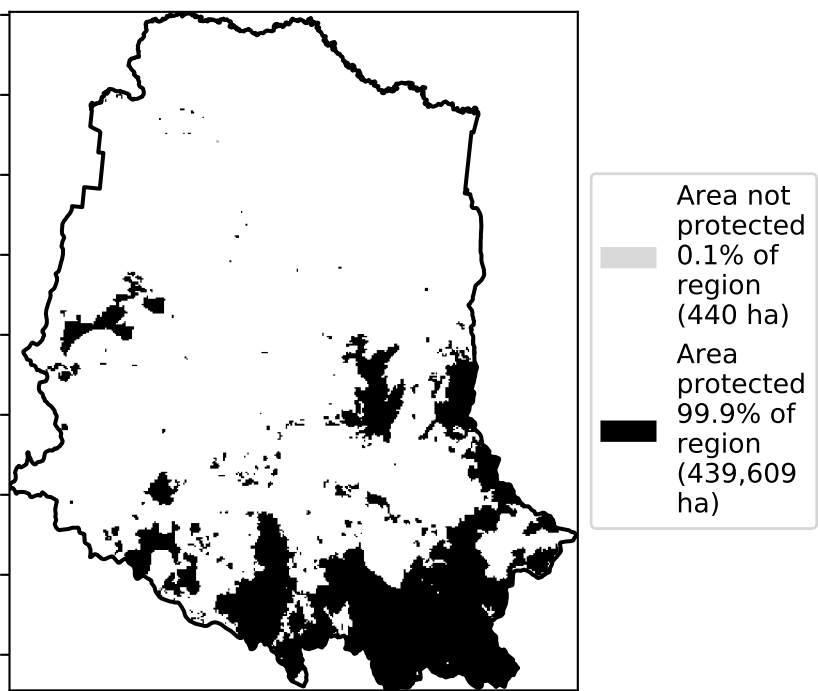 Area not
protected
0.1% of
region
(440 ha)
Area
protected
99.9% of
region
(439,609
ha)